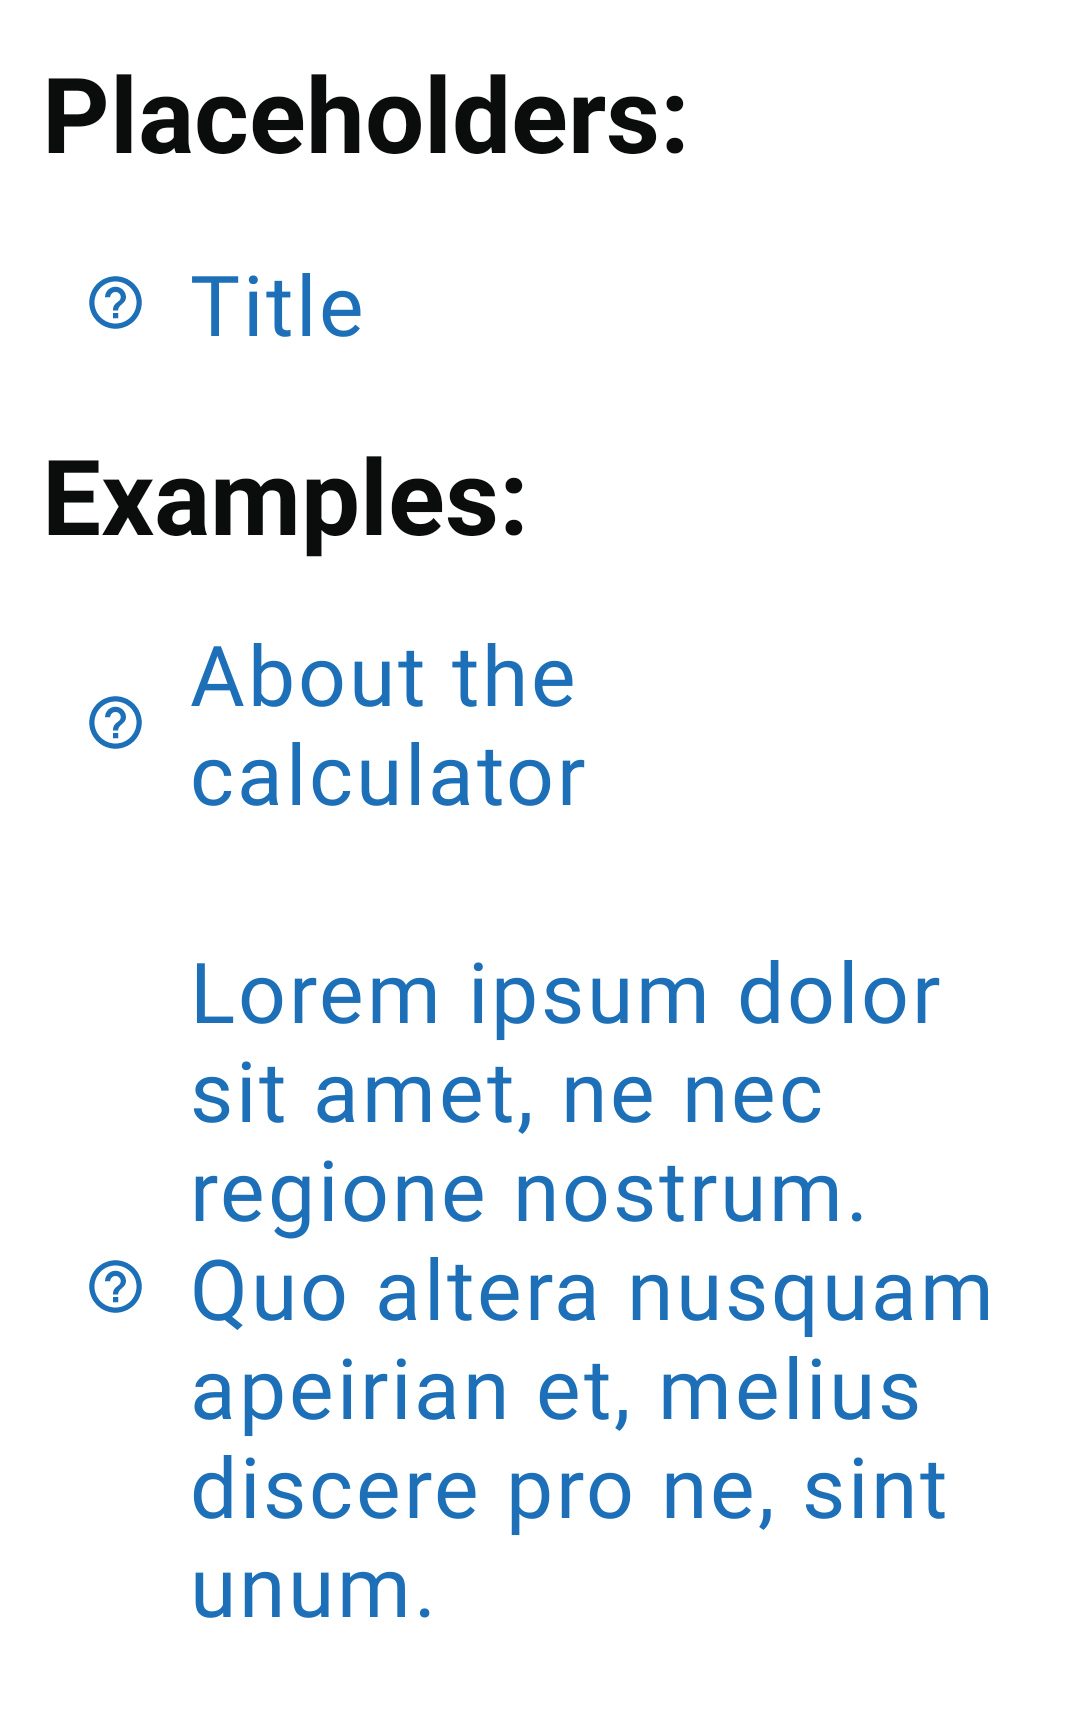 Placeholders:
Title
Examples:
About the
calculator
Lorem ipsum dolor
sit amet, ne nec
regione nostrum.
Quo altera nusquam
apeirian et, melius
discere pro ne, sint
unum.